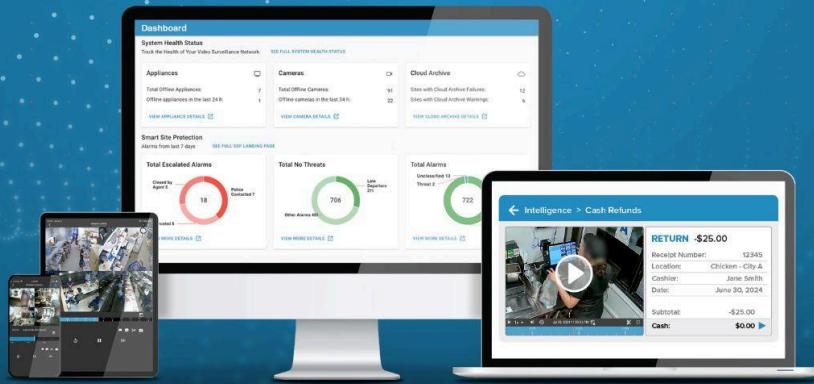 Dashboard
System Health Status
Track the Health of Your Video Surveillance Network. SEE FULL SYSTEM HEALTH STATUS
Appliances
Total Offline Appliances: 7
Offline appliances in the last 24 h: 1
VIEW APPLIANCE DETAILS
Cameras
Total Offline Cameras: 91
Offline cameras in the last 24 h: 22
VIEW CAMERA DETAILS
Cloud Archive
Sites with Cloud Archive Failures: 12
Sites with Cloud Archive Warnings: 6
VIEW CLOUD ARCHIVE DETAILS
Smart Site Protection
Alarms from last 7 days SEE FULL SSP LANDING PAGE
Total Escalated Alarms
Closed by
Agent 5
18
Police
Contacted 7
MORE DETAILS
Total No Threats
Late
Departure
706
Other Alarms
VIEW MORE DETAILS
Total Alarms
Unclassified 13
Threat 2
722
VIEW MORE DETAILS
Intelligence > Cash Refunds
RETURN -$25.00
Receipt Number: 12345
Location: Chicken - City A
Cashier: Jane Smith
Date: June 30, 2024
Subtotal: -$25.00
Cash: $0.00